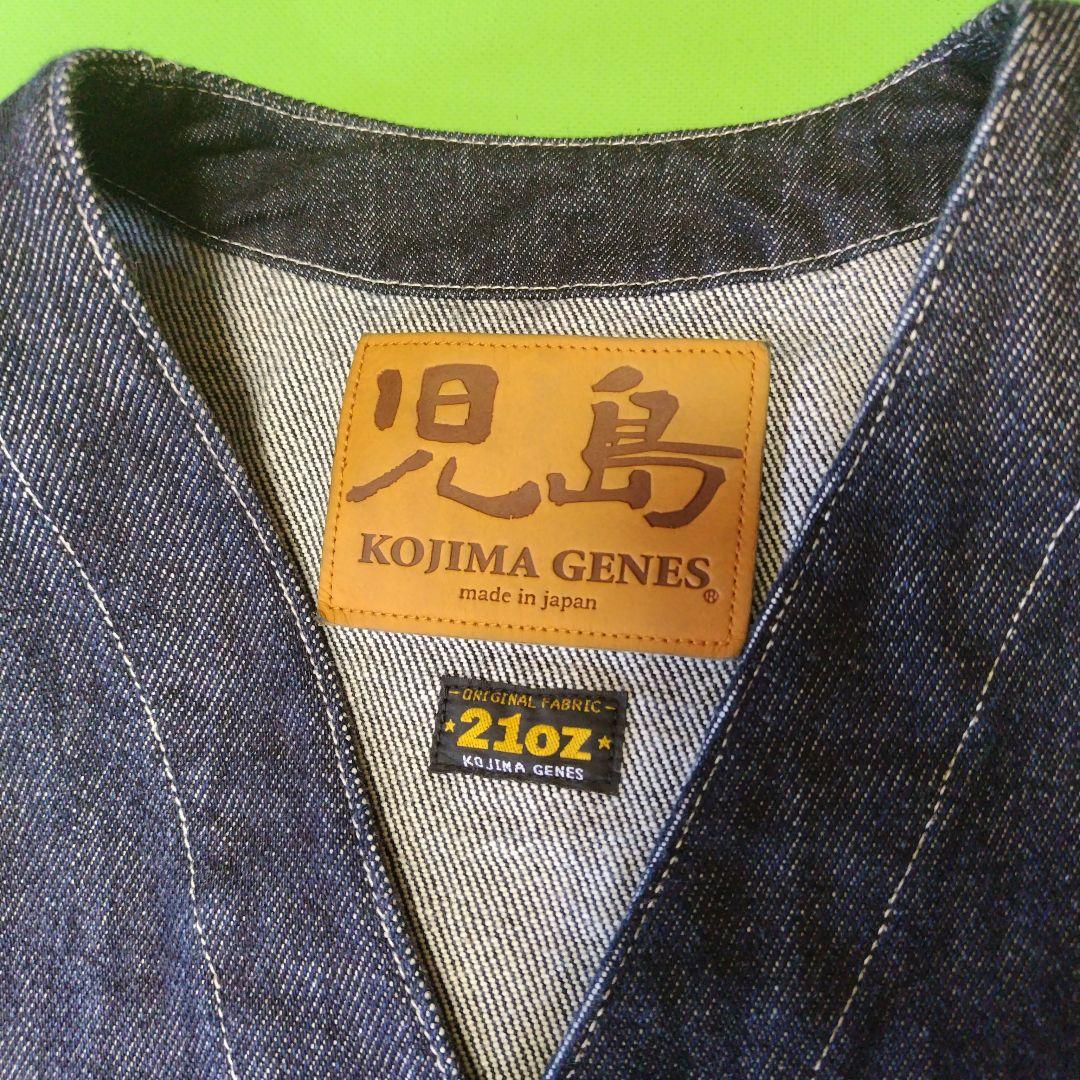 児島
KOJIMA GENES®
made in japan
-ORIGINAL FABRIC-
★21oz★
KOJIMA GENES